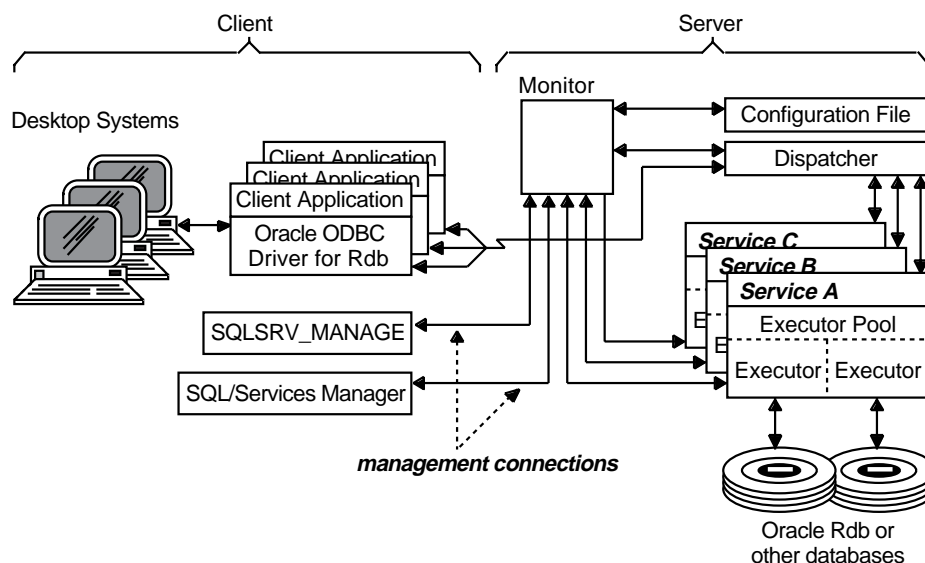 Client
Server
Monitor
Desktop Systems
Configuration File
Dispatcher
Client Application
Client Application
Client Application
Oracle ODBC
Driver for Rdb
Service C
Service B
Service A
Executor Pool
E
E
Executor
Executor
SQLSRV_MANAGE
SQL/Services Manager
management connections
Oracle Rdb or
other databases